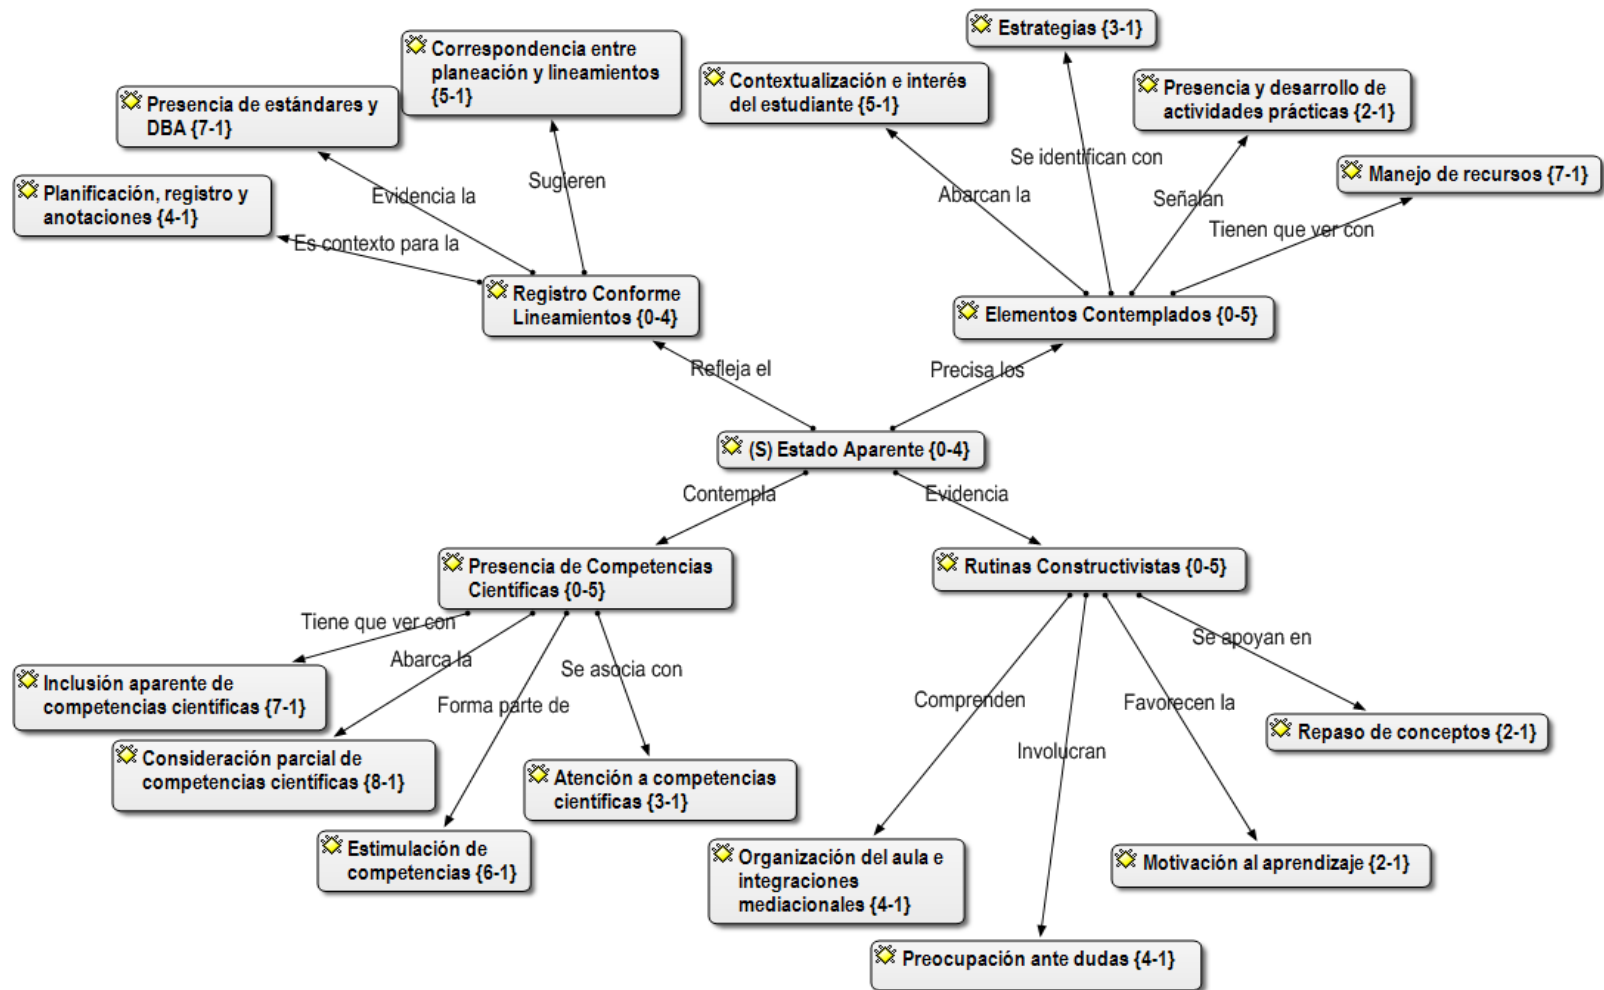 Estrategias {3-1}
Correspondencia entre
planeación y lineamientos
{5-1}
Contextualización e interés
del estudiante {5-1}
Presencia y desarrollo de
actividades prácticas {2-1}
Presencia de estándares y
DBA {7-1}
Se identifican con
Manejo de recursos {7-1}
Sugieren
Planificación, registro y
anotaciones {4-1}
Evidencia la
Abarcan la
Señalan
Es contexto para la
Tienen que ver con
Registro Conforme
Lineamientos {0-4}
Elementos Contemplados {0-5}
Refleja el
Precisa los
(S) Estado Aparente {0-4}
Contempla
Evidencia
Presencia de Competencias
Científicas {0-5}
Rutinas Constructivistas {0-5}
Tiene que ver con
Se apoyan en
Abarca la
Se asocia con
Inclusión aparente de
competencias científicas {7-1}
Forma parte de
Comprenden
Favorecen la
Repaso de conceptos {2-1}
Involucran
Consideración parcial de
competencias científicas {8-1}
Atención a competencias
científicas {3-1}
Estimulación de
competencias {6-1}
Organización del aula e
integraciones
mediacionales {4-1}
Motivación al aprendizaje {2-1}
Preocupación ante dudas {4-1}